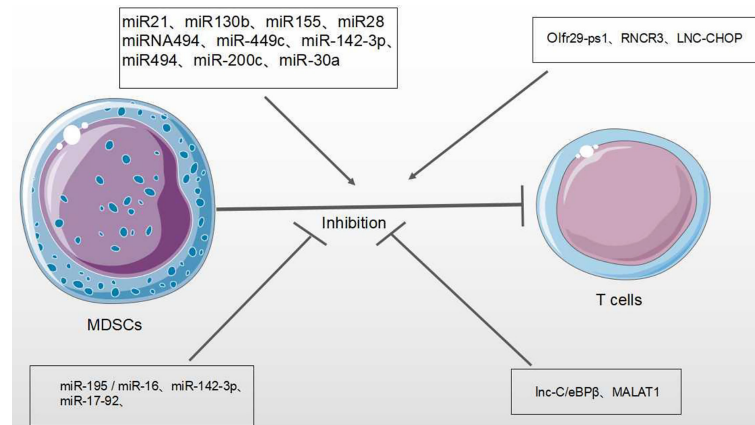 miR21、miR130b、miR155、miR28
miRNA494、miR-449c、miR-142-3p、
miR494、miR-200c、miR-30a
Olfr29-ps1、RNCR3、LNC-CHOP
Inhibition
MDSCs
T cells
miR-195 / miR-16、miR-142-3p、
miR-17-92、
lnc-C/eBPβ、MALAT1